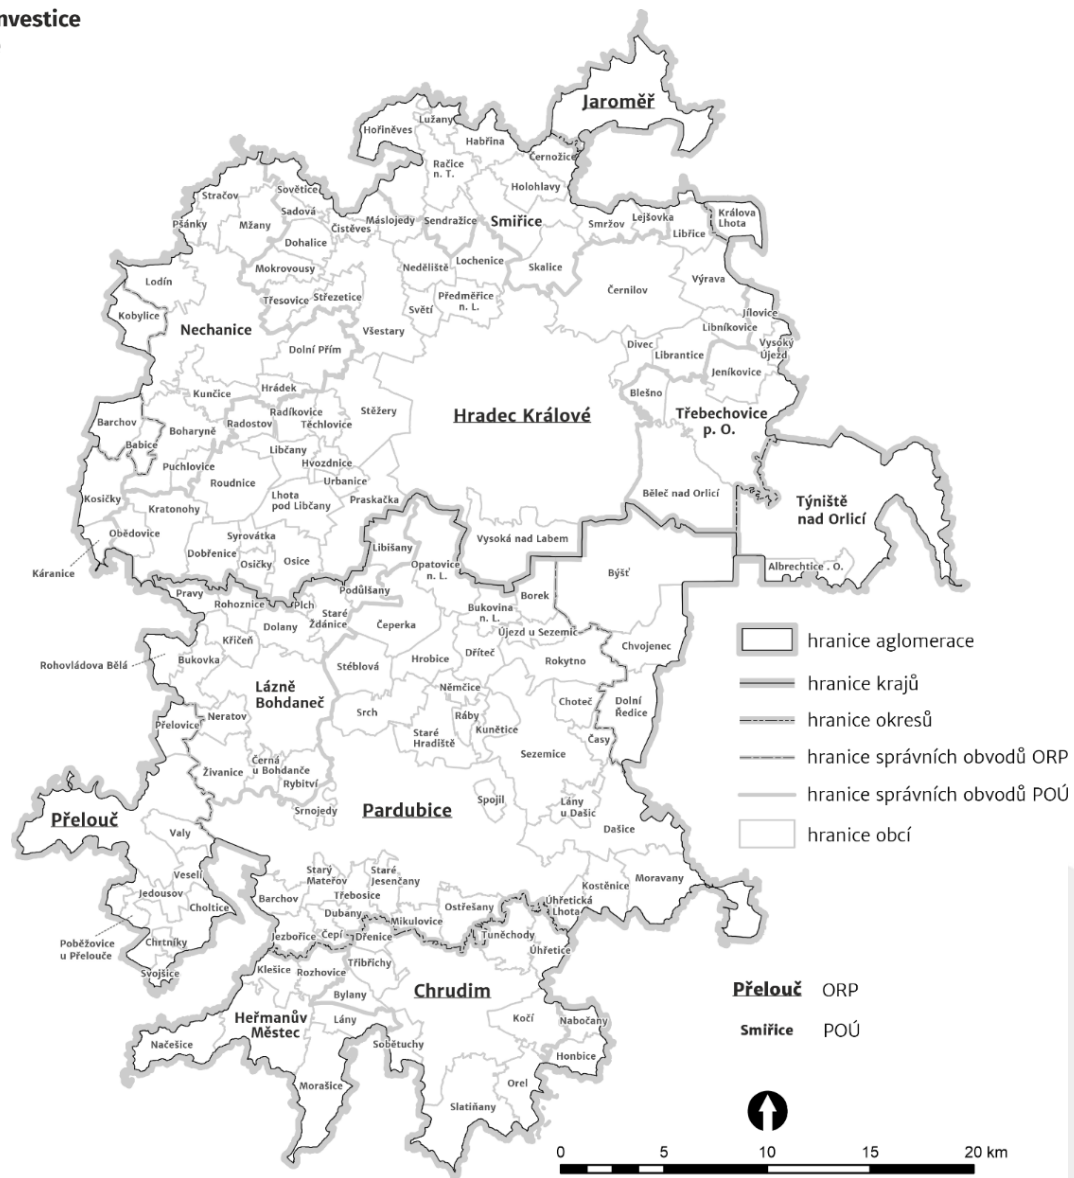 nvestice
Jaroměř
Lužany
Hořiněves
Habřina
Černožice
Račice
n. T.
Holohlavy
Sovětice
Stračov
Sadová
Máslojedy
Sendražice
Smiřice
Smržov
Lejšovka
Králova
Lhota
Pšánky
Mžany
Čistěves
Libřice
Dohalice
Mokrovousy
Neděliště
Lochenice
Skalice
Lodín
Třesovice
Střezetice
Předměřice
n. L.
Černilov
Výrava
Kobylice
Světí
Jílovice
Nechanice
Všestary
Libníkovice
Divec
Vysoký
Újezd
Dolní Přím
Librantice
Jeníkovice
Hrádek
Kunčice
Blešno
Barchov
Radíkovice
Stěžery
Hradec Králové
Třebechovice
p. O.
Radostov
Těchlovice
Boharyně
Babice
Libčany
Hvozdnice
Puchlovice
Roudnice
Urbanice
Kosičky
Lhota
pod Libčany
Praskačka
Běleč nad Orlicí
Týniště
nad Orlicí
Kratonohy
Obědovice
Syrovátka
Vysoká nad Labem
Libišany
Dobřenice
Osičky
Osice
Opatovice
n. L.
Albrechtice . O.
Káranice
Býšť
Podůlšany
Pravy
Rohoznice
Plch
Borek
Bukovina
n. L.
Staré
Ždánice
Dolany
Čeperka
Křičeň
Újezd u Sezemic
Chvojenec
hranice aglomerace
Rohovládova Bělá
Bukovka
Stéblová
Hrobice
Dříteč
Rokytno
hranice krajů
Lázně
Bohdaneč
Němčice
Choteč
Dolní
Ředice
hranice okresů
Neratov
Srch
Ráby
Přelovice
Staré
Hradiště
Kunětice
Časy
Sezemice
hranice správních obvodů ORP
Živanice
Černá
u Bohdanče
Rybitví
hranice správních obvodů POÚ
Srnojedy
Pardubice
Spojil
Lány
u Dašic
Přelouč
Valy
Dašice
hranice obcí
Veselí
Starý
Mateřov
Staré
Jesenčany
Moravany
Jedousov
Choltice
Barchov
Třebosice
Kostěnice
Úhřetická
Lhota
Dubany
Ostřešany
Mikulovice
Poběžovice
u Přelouče
Chrtníky
Jezbořice
Čepí
Dřenice
Tuněchody
Úhřetice
Svojšice
Klešice
Rozhovice
Třibřichy
Chrudim
Bylany
Přelouč ORP
Heřmanův
Městec
Lány
Kočí
Nabočany
Smiřice POÚ
Načešice
Sobětuchy
Honbice
Morašice
Orel
Slatiňany
0 5 10 15 20 km